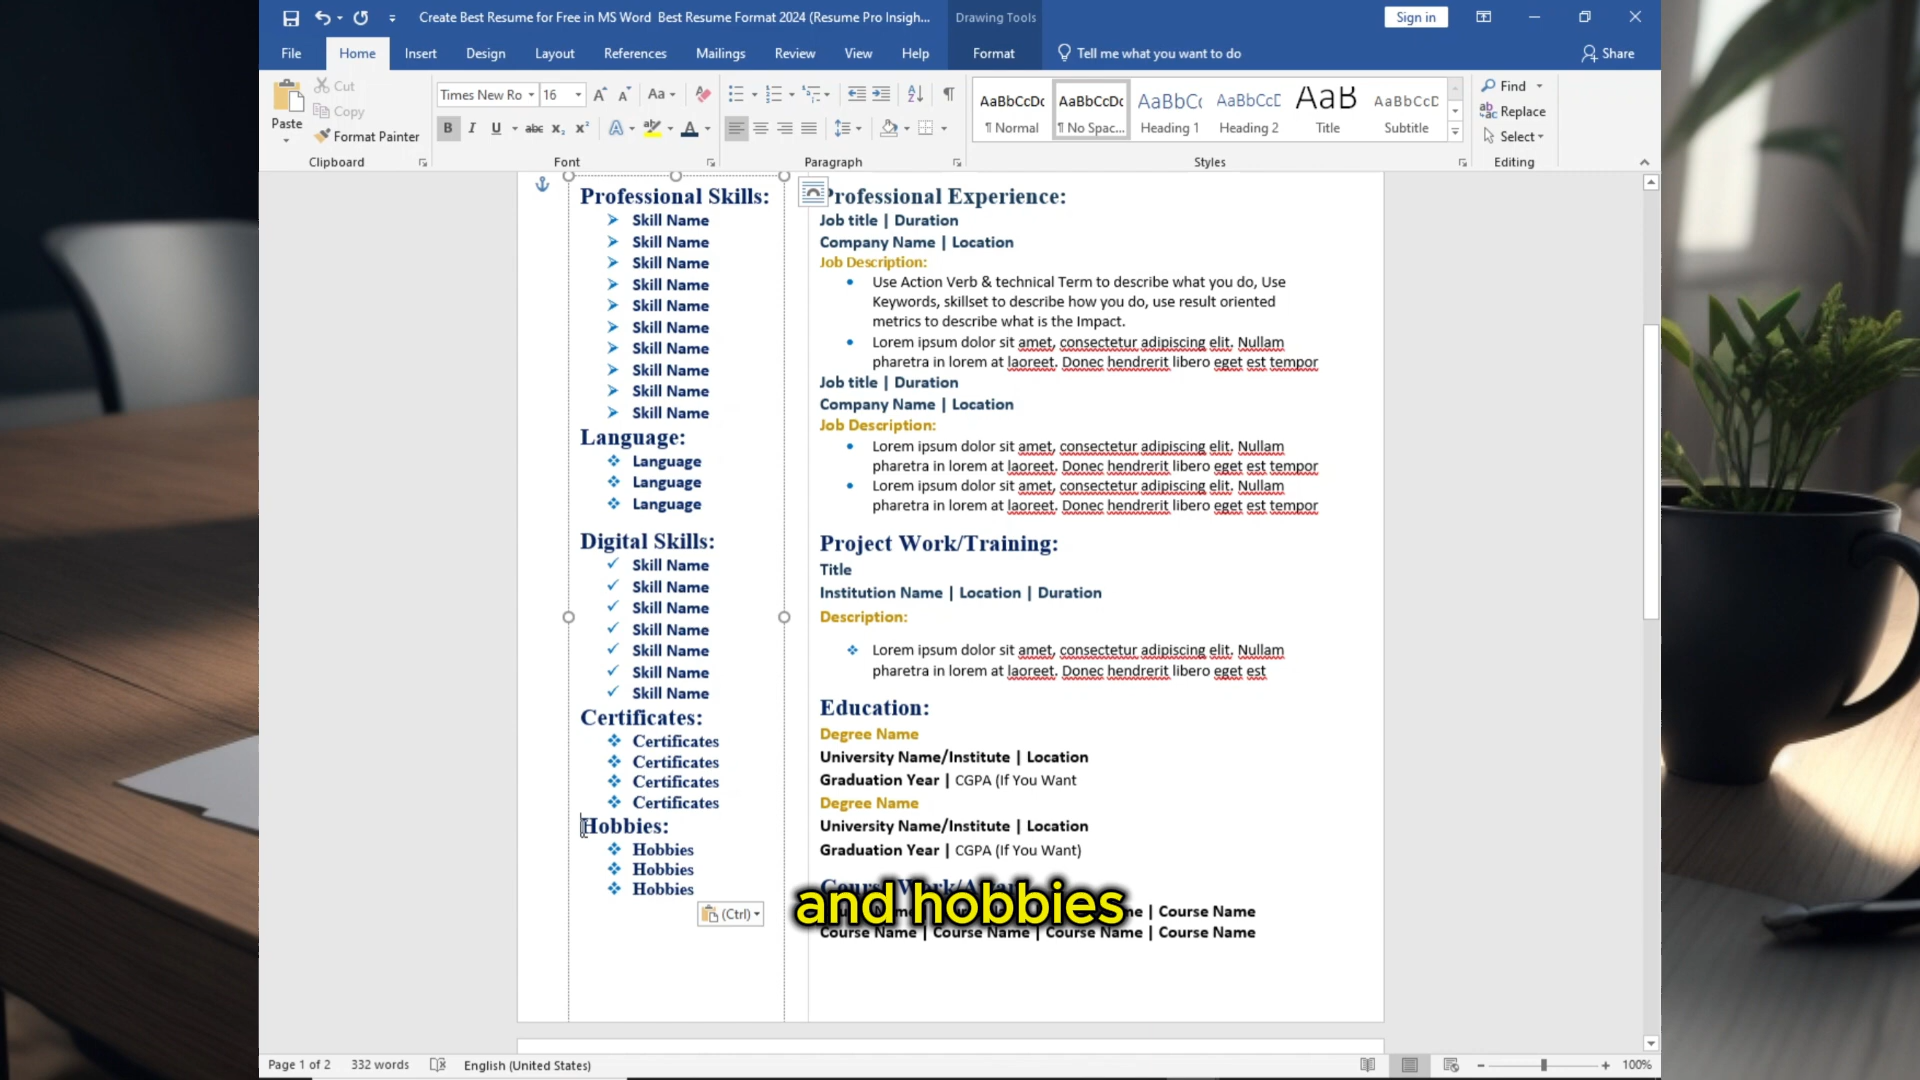 Create Best Resume for Free in MS Word  Best Resume Format 2024 (Resume Pro Insigh...
Drawing Tools
Sign in
File
Home
Insert
Design
Layout
References
Mailings
Review
View
Help
Format
Tell me what you want to do
Share
Paste
Cut
Copy
Format Painter
Clipboard
Times New Ro
16
Aa
B I U abc x₂ x²
Font
Paragraph
AaBbCcDc
¶ Normal
AaBbCcDc
¶ No Spac...
AaBbCc
Heading 1
AaBbCcD
Heading 2
AaB
Title
AaBbCcD
Subtitle
Styles
Find
Replace
Select
Editing
Professional Skills:
Skill Name
Skill Name
Skill Name
Skill Name
Skill Name
Skill Name
Skill Name
Skill Name
Skill Name
Skill Name
Language:
Language
Language
Language
Digital Skills:
Skill Name
Skill Name
Skill Name
Skill Name
Skill Name
Skill Name
Skill Name
Certificates:
Certificates
Certificates
Certificates
Certificates
Hobbies:
Hobbies
Hobbies
Hobbies
(Ctrl)
Professional Experience:
Job title | Duration
Company Name | Location
Job Description:
Use Action Verb & technical Term to describe what you do, Use
Keywords, skillset to describe how you do, use result oriented
metrics to describe what is the Impact.
Lorem ipsum dolor sit amet, consectetur adipiscing elit. Nullam
pharetra in lorem at laoreet. Donec hendrerit libero eget est tempor
Job title | Duration
Company Name | Location
Job Description:
Lorem ipsum dolor sit amet, consectetur adipiscing elit. Nullam
pharetra in lorem at laoreet. Donec hendrerit libero eget est tempor
Lorem ipsum dolor sit amet, consectetur adipiscing elit. Nullam
pharetra in lorem at laoreet. Donec hendrerit libero eget est tempor
Project Work/Training:
Title
Institution Name | Location | Duration
Description:
Lorem ipsum dolor sit amet, consectetur adipiscing elit. Nullam
pharetra in lorem at laoreet. Donec hendrerit libero eget est
Education:
Degree Name
University Name/Institute | Location
Graduation Year | CGPA (If You Want
Degree Name
University Name/Institute | Location
Graduation Year | CGPA (If You Want)
and hobbies
| Course Name
Course Name | Course Name | Course Name | Course Name
Page 1 of 2
332 words
English (United States)
100%